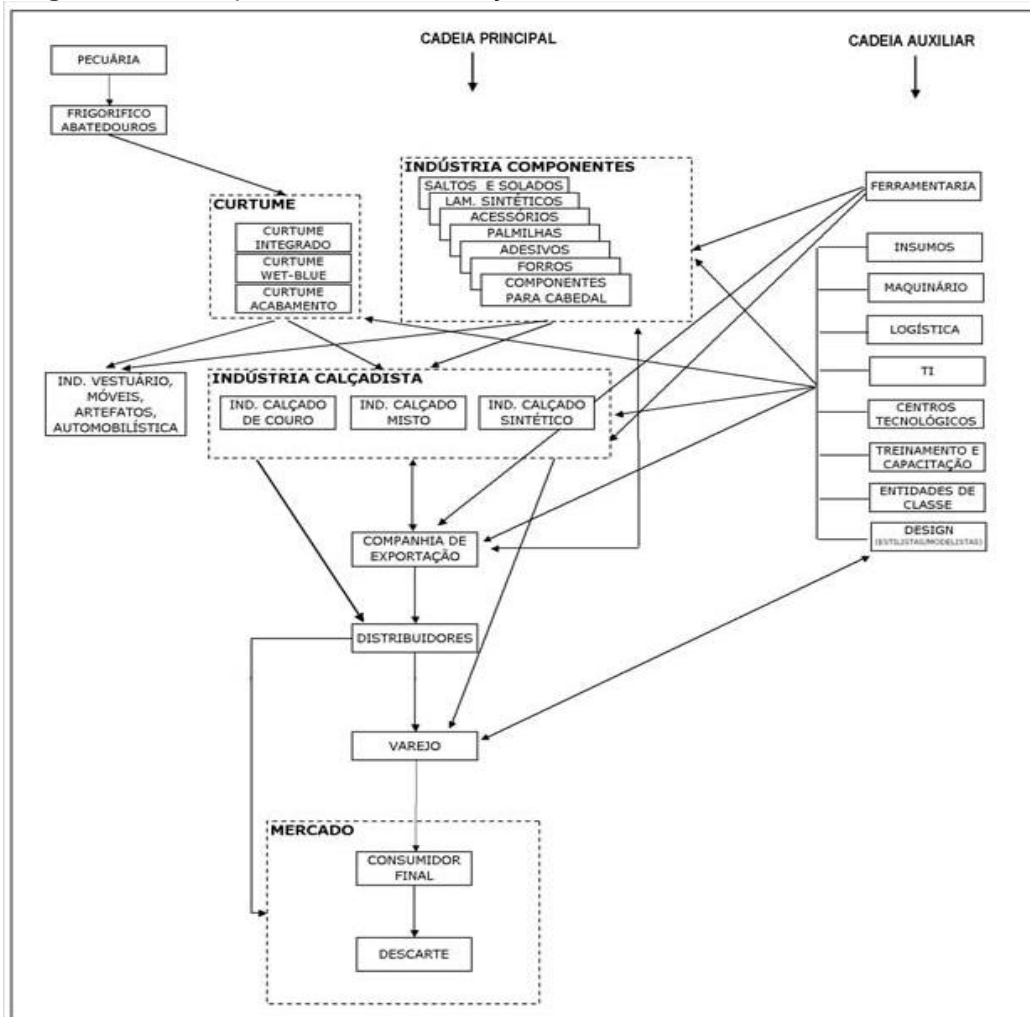 CADEIA PRINCIPAL
CADEIA AUXILIAR
PECUÁRIA
FRIGORIFICO
ABATEDOUROS
CURTUME
CURTUME
INTEGRADO
CURTUME
WET-BLUE
CURTUME
ACABAMENTO
INDÚSTRIA COMPONENTES
SALTOS E SOLADOS
LAM. SINTÉTICOS
ACESSÓRIOS
PALMILHAS
ADESIVOS
FORROS
COMPONENTES
PARA CABEDAL
FERRAMENTARIA
INSUMOS
MAQUINÁRIO
LOGÍSTICA
TI
CENTROS
TECNOLÓGICOS
TREINAMENTO E
CAPACITAÇÃO
ENTIDADES DE
CLASSE
DESIGN
(ESTILISTAS/MODELISTAS)
IND. VESTUÁRIO,
MÓVEIS,
ARTEFATOS,
AUTOMOBILÍSTICA
INDÚSTRIA CALÇADISTA
IND. CALÇADO
DE COURO
IND. CALÇADO
MISTO
IND. CALÇADO
SINTÉTICO
COMPANHIA DE
EXPORTAÇÃO
DISTRIBUIDORES
VAREJO
MERCADO
CONSUMIDOR
FINAL
DESCARTE